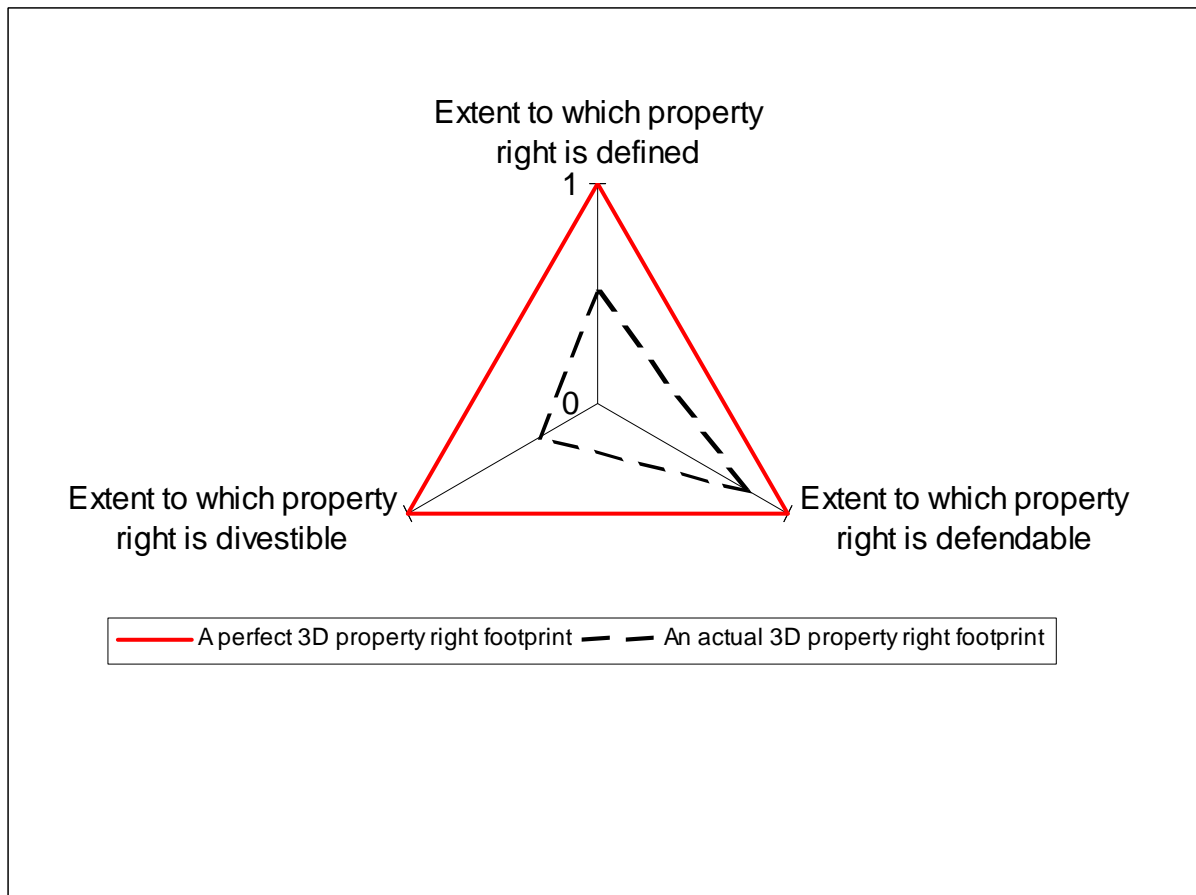 Extent to which property
right is defined
1
0
Extent to which property
right is divestible
Extent to which property
right is defendable
A perfect 3D property right footprint
An actual 3D property right footprint